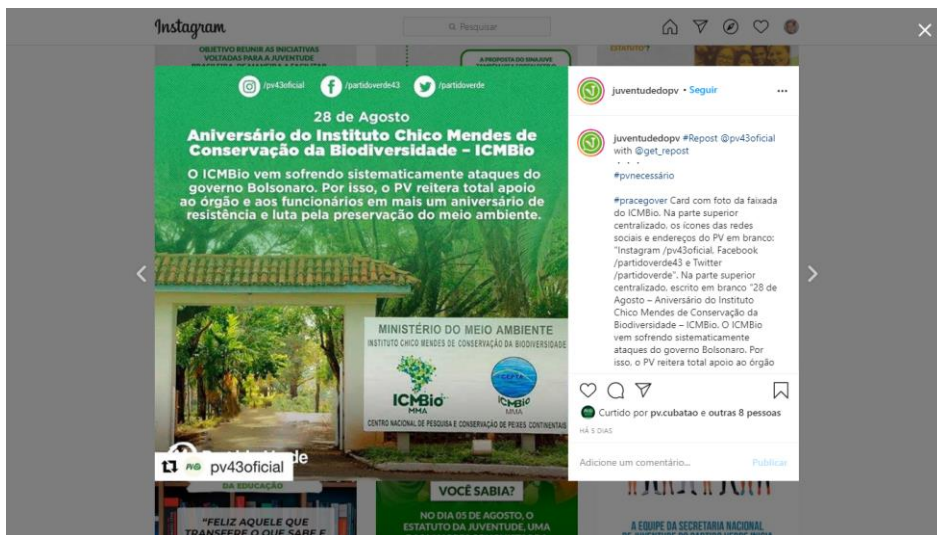 Instagram
Pesquisar
OBJETIVO REUNIR AS INICIATIVAS
VOLTADAS PARA A JUVENTUDE
A PROPOSTA DO SINAJUVE
ESTATUTO?
/pv43oficial
/partidoverde43
/partidoverde
28 de Agosto
Aniversário do Instituto Chico Mendes de
Conservação da Biodiversidade – ICMBio
O ICMBio vem sofrendo sistematicamente ataques do
governo Bolsonaro. Por isso, o PV reitera total apoio
ao órgão e aos funcionários em mais um aniversário de
resistência e luta pela preservação do meio ambiente.
MINISTÉRIO DO MEIO AMBIENTE
INSTITUTO CHICO MENDES DE CONSERVAÇÃO DA BIODIVERSIDADE
ICMBio
MMA
CEPTA
ICMBio
MMA
CENTRO NACIONAL DE PESQUISA E CONSERVAÇÃO DE PEIXES CONTINENTAIS
pv43oficial
juventudedopv • Seguir
juventudedopv #Repost @pv43oficial
with @get_repost
・・・
#pvnecessário
#pracegover Card com foto da faixada
do ICMBio. Na parte superior
centralizado, os ícones das redes
sociais e endereços do PV em branco:
"Instagram /pv43oficial, Facebook
/partidoverde43 e Twitter
/partidoverde". Na parte superior
centralizado, escrito em branco "28 de
Agosto – Aniversário do Instituto
Chico Mendes de Conservação da
Biodiversidade – ICMBio. O ICMBio
vem sofrendo sistematicamente
ataques do governo Bolsonaro. Por
isso, o PV reitera total apoio ao órgão
Curtido por pv.cubatao e outras 8 pessoas
HÁ 5 DIAS
Adicione um comentário...
Publicar
DA EDUCAÇÃO
"FELIZ AQUELE QUE
TRANSFERE O QUE SABE E
VOCÊ SABIA?
NO DIA 05 DE AGOSTO, O
ESTATUTO DA JUVENTUDE, UMA
A EQUIPE DA SECRETARIA NACIONAL